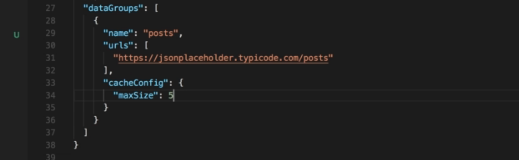 27 "dataGroups": [
28 {
29 "name": "posts",
U
30 "urls": [
31 "https://jsonplaceholder.typicode.com/posts"
32 ],
33 "cacheConfig": {
34 "maxSize": 5
35 }
36 }
37 ]
38 }
39